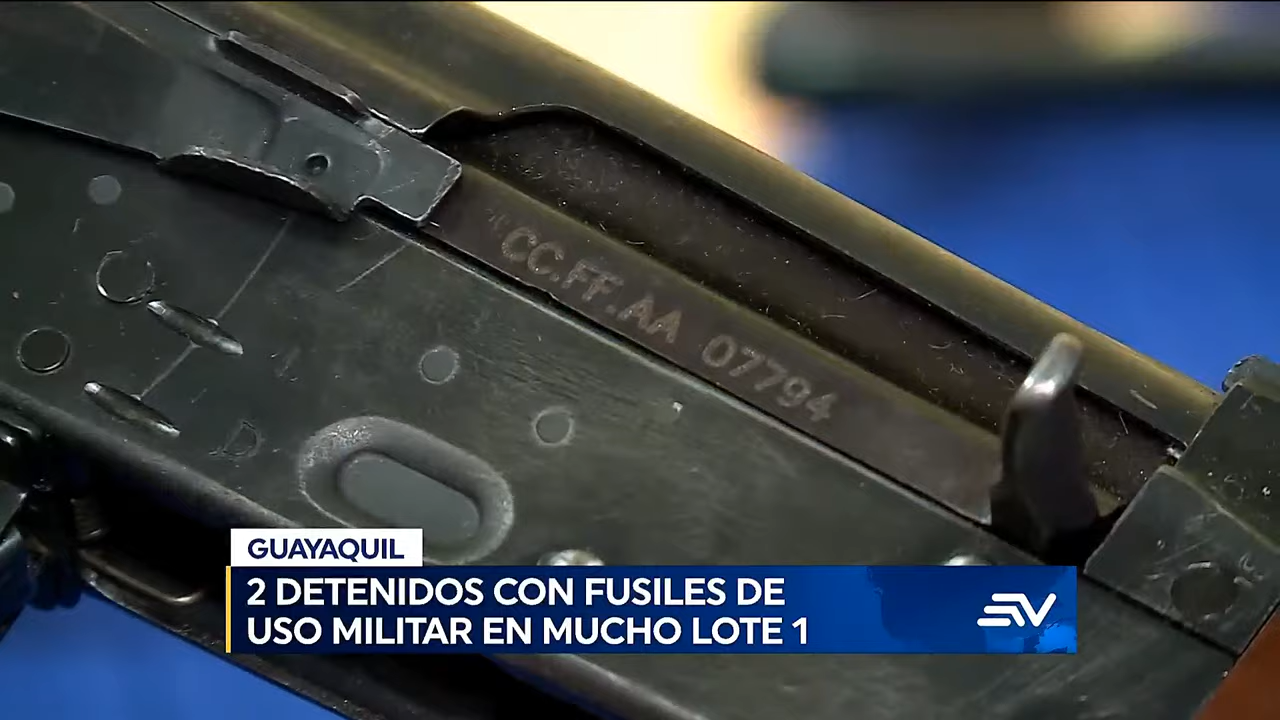 "CC.FF.AA 07794
D
GUAYAQUIL
2 DETENIDOS CON FUSILES DE
USO MILITAR EN MUCHO LOTE 1